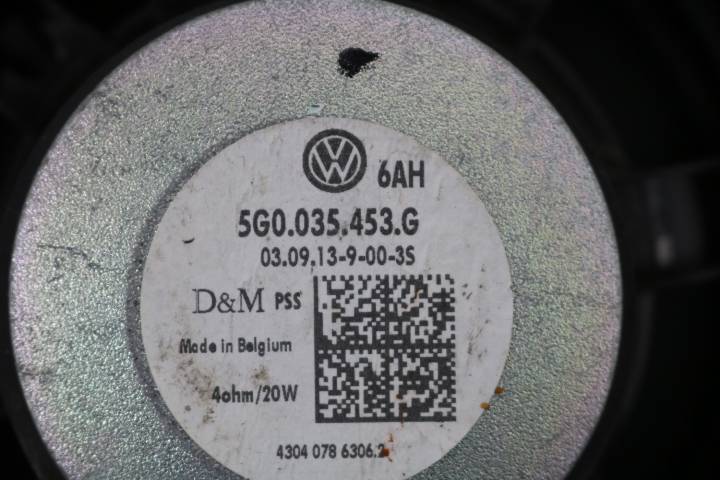 VW 6AH
5G0.035.453.G
03.09.13-9-00-3S
D&M PSS
Made in Belgium
4ohm/20W
4304 078 6306.2